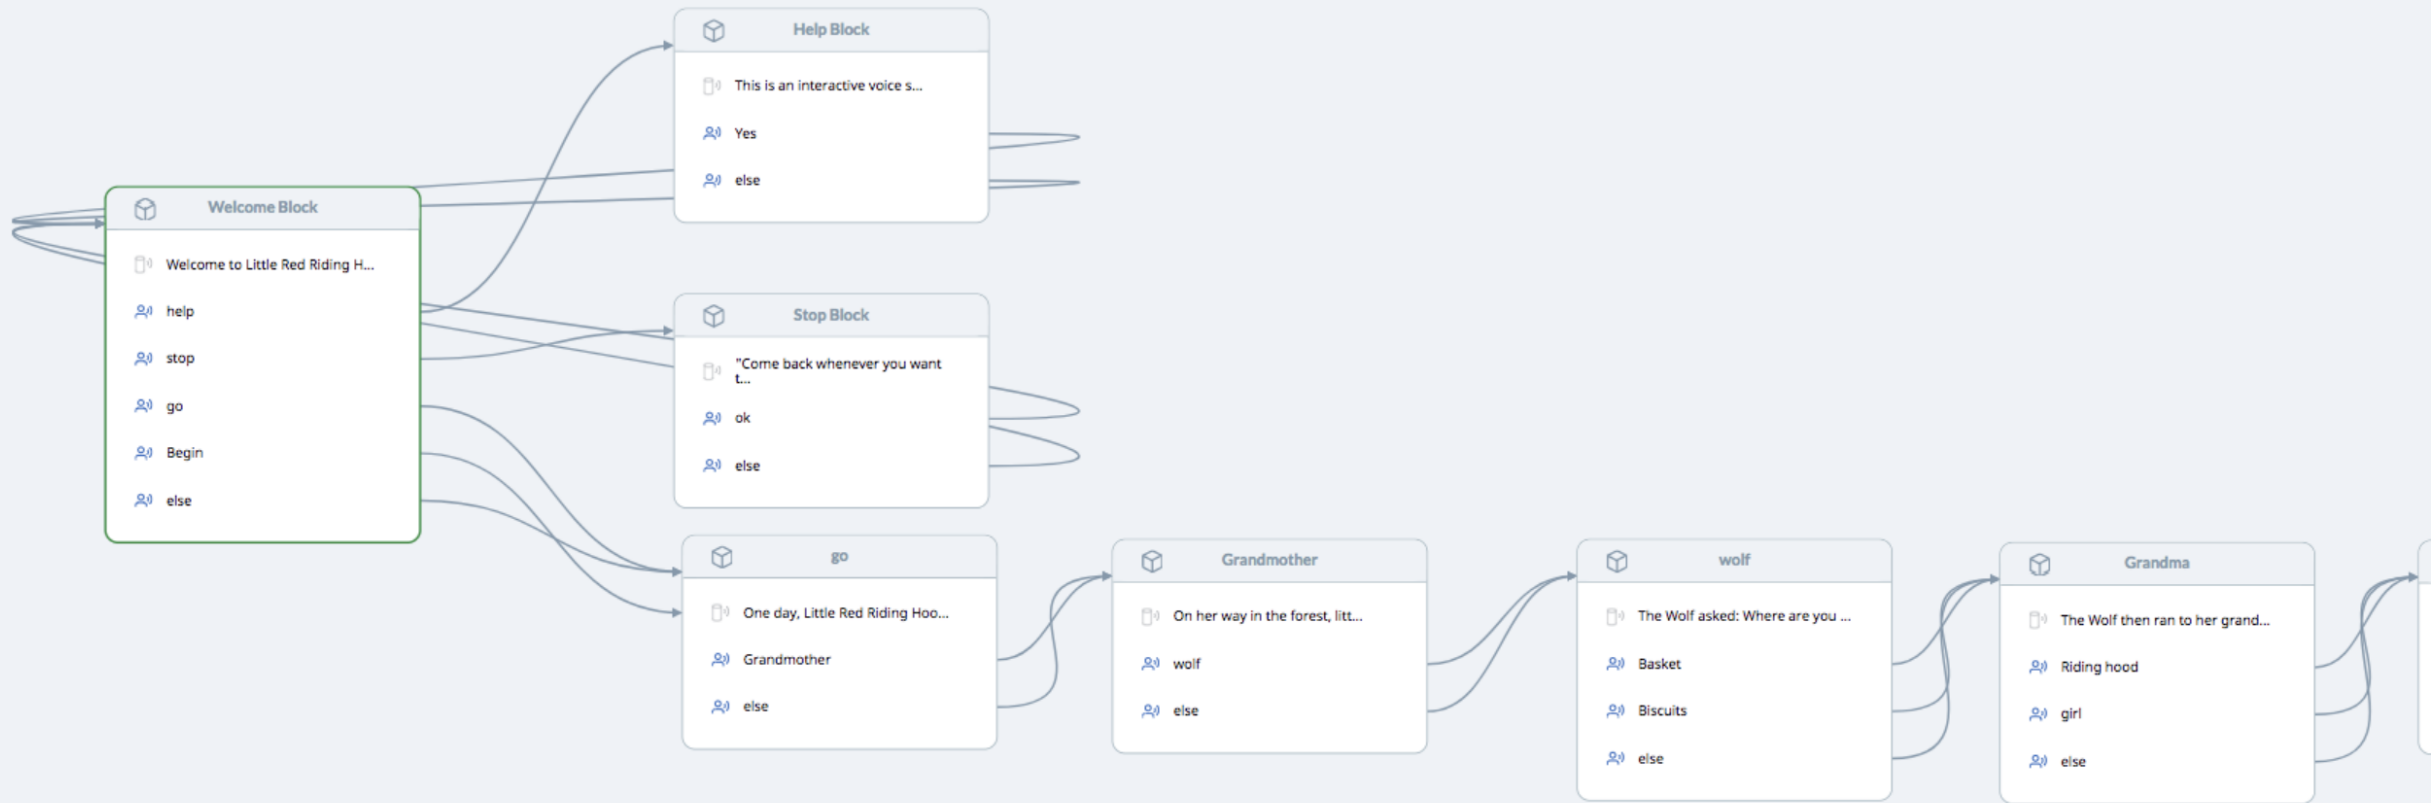 Help Block
This is an interactive voice s...
Yes
else
Welcome Block
Welcome to Little Red Riding H...
help
stop
go
Begin
else
Stop Block
"Come back whenever you want
t...
ok
else
go
One day, Little Red Riding Hoo...
Grandmother
else
Grandmother
On her way in the forest, litt...
wolf
else
wolf
The Wolf asked: Where are you ...
Basket
Biscuits
else
Grandma
The Wolf then ran to her grand...
Riding hood
girl
else